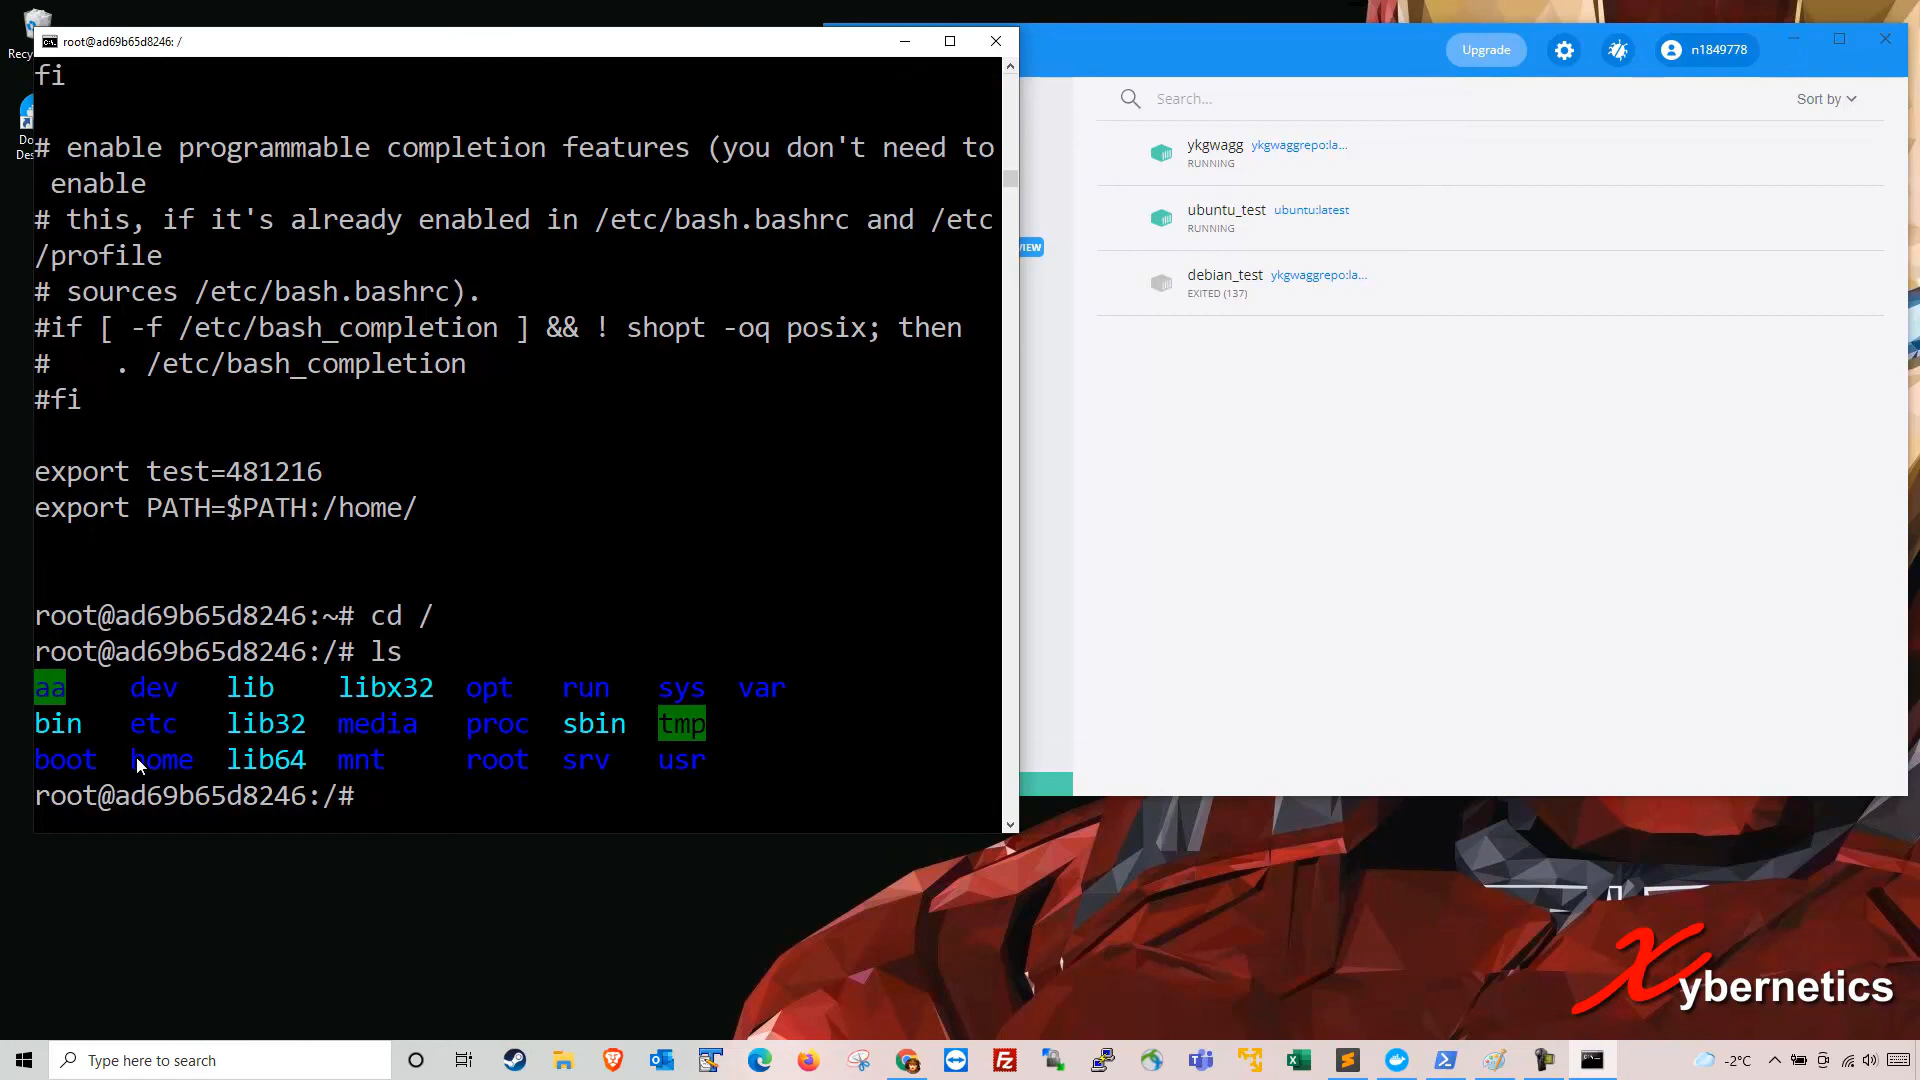 Recy
Do
Des
root@ad69b65d8246: /
fi
# enable programmable completion features (you don't need to
 enable
# this, if it's already enabled in /etc/bash.bashrc and /etc
/profile
# sources /etc/bash.bashrc).
#if [ -f /etc/bash_completion ] && ! shopt -oq posix; then
#    . /etc/bash_completion
#fi
export test=481216
export PATH=$PATH:/home/
root@ad69b65d8246:~# cd /
root@ad69b65d8246:/# ls
aa    dev   lib    libx32  opt   run   sys  var
bin   etc   lib32  media   proc  sbin  tmp
boot  home  lib64  mnt     root  srv   usr
root@ad69b65d8246:/#
Upgrade
n1849778
Search...
Sort by
ykgwagg ykgwaggrepo:la...
RUNNING
ubuntu_test ubuntu:latest
RUNNING
VIEW
debian_test ykgwaggrepo:la...
EXITED (137)
Xybernetics
Type here to search
-2°C